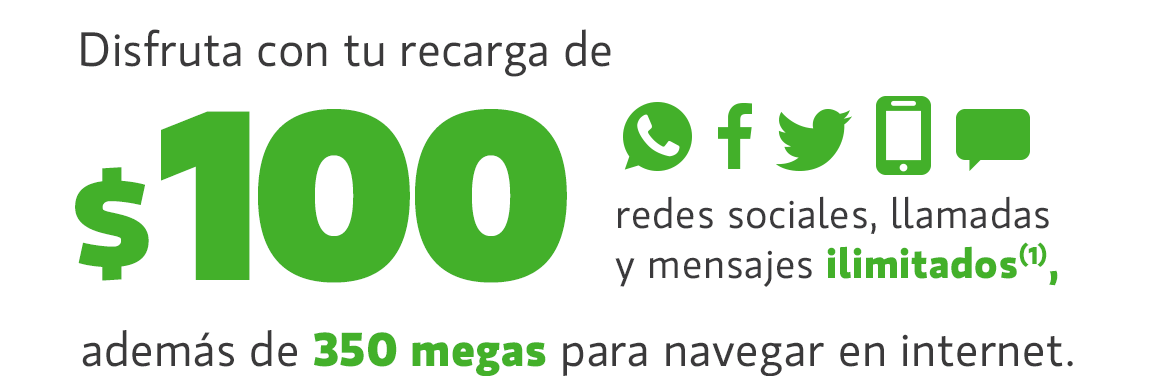 Disfruta con tu recarga de
$100
redes sociales, llamadas
y mensajes ilimitados(1),
además de 350 megas para navegar en internet.